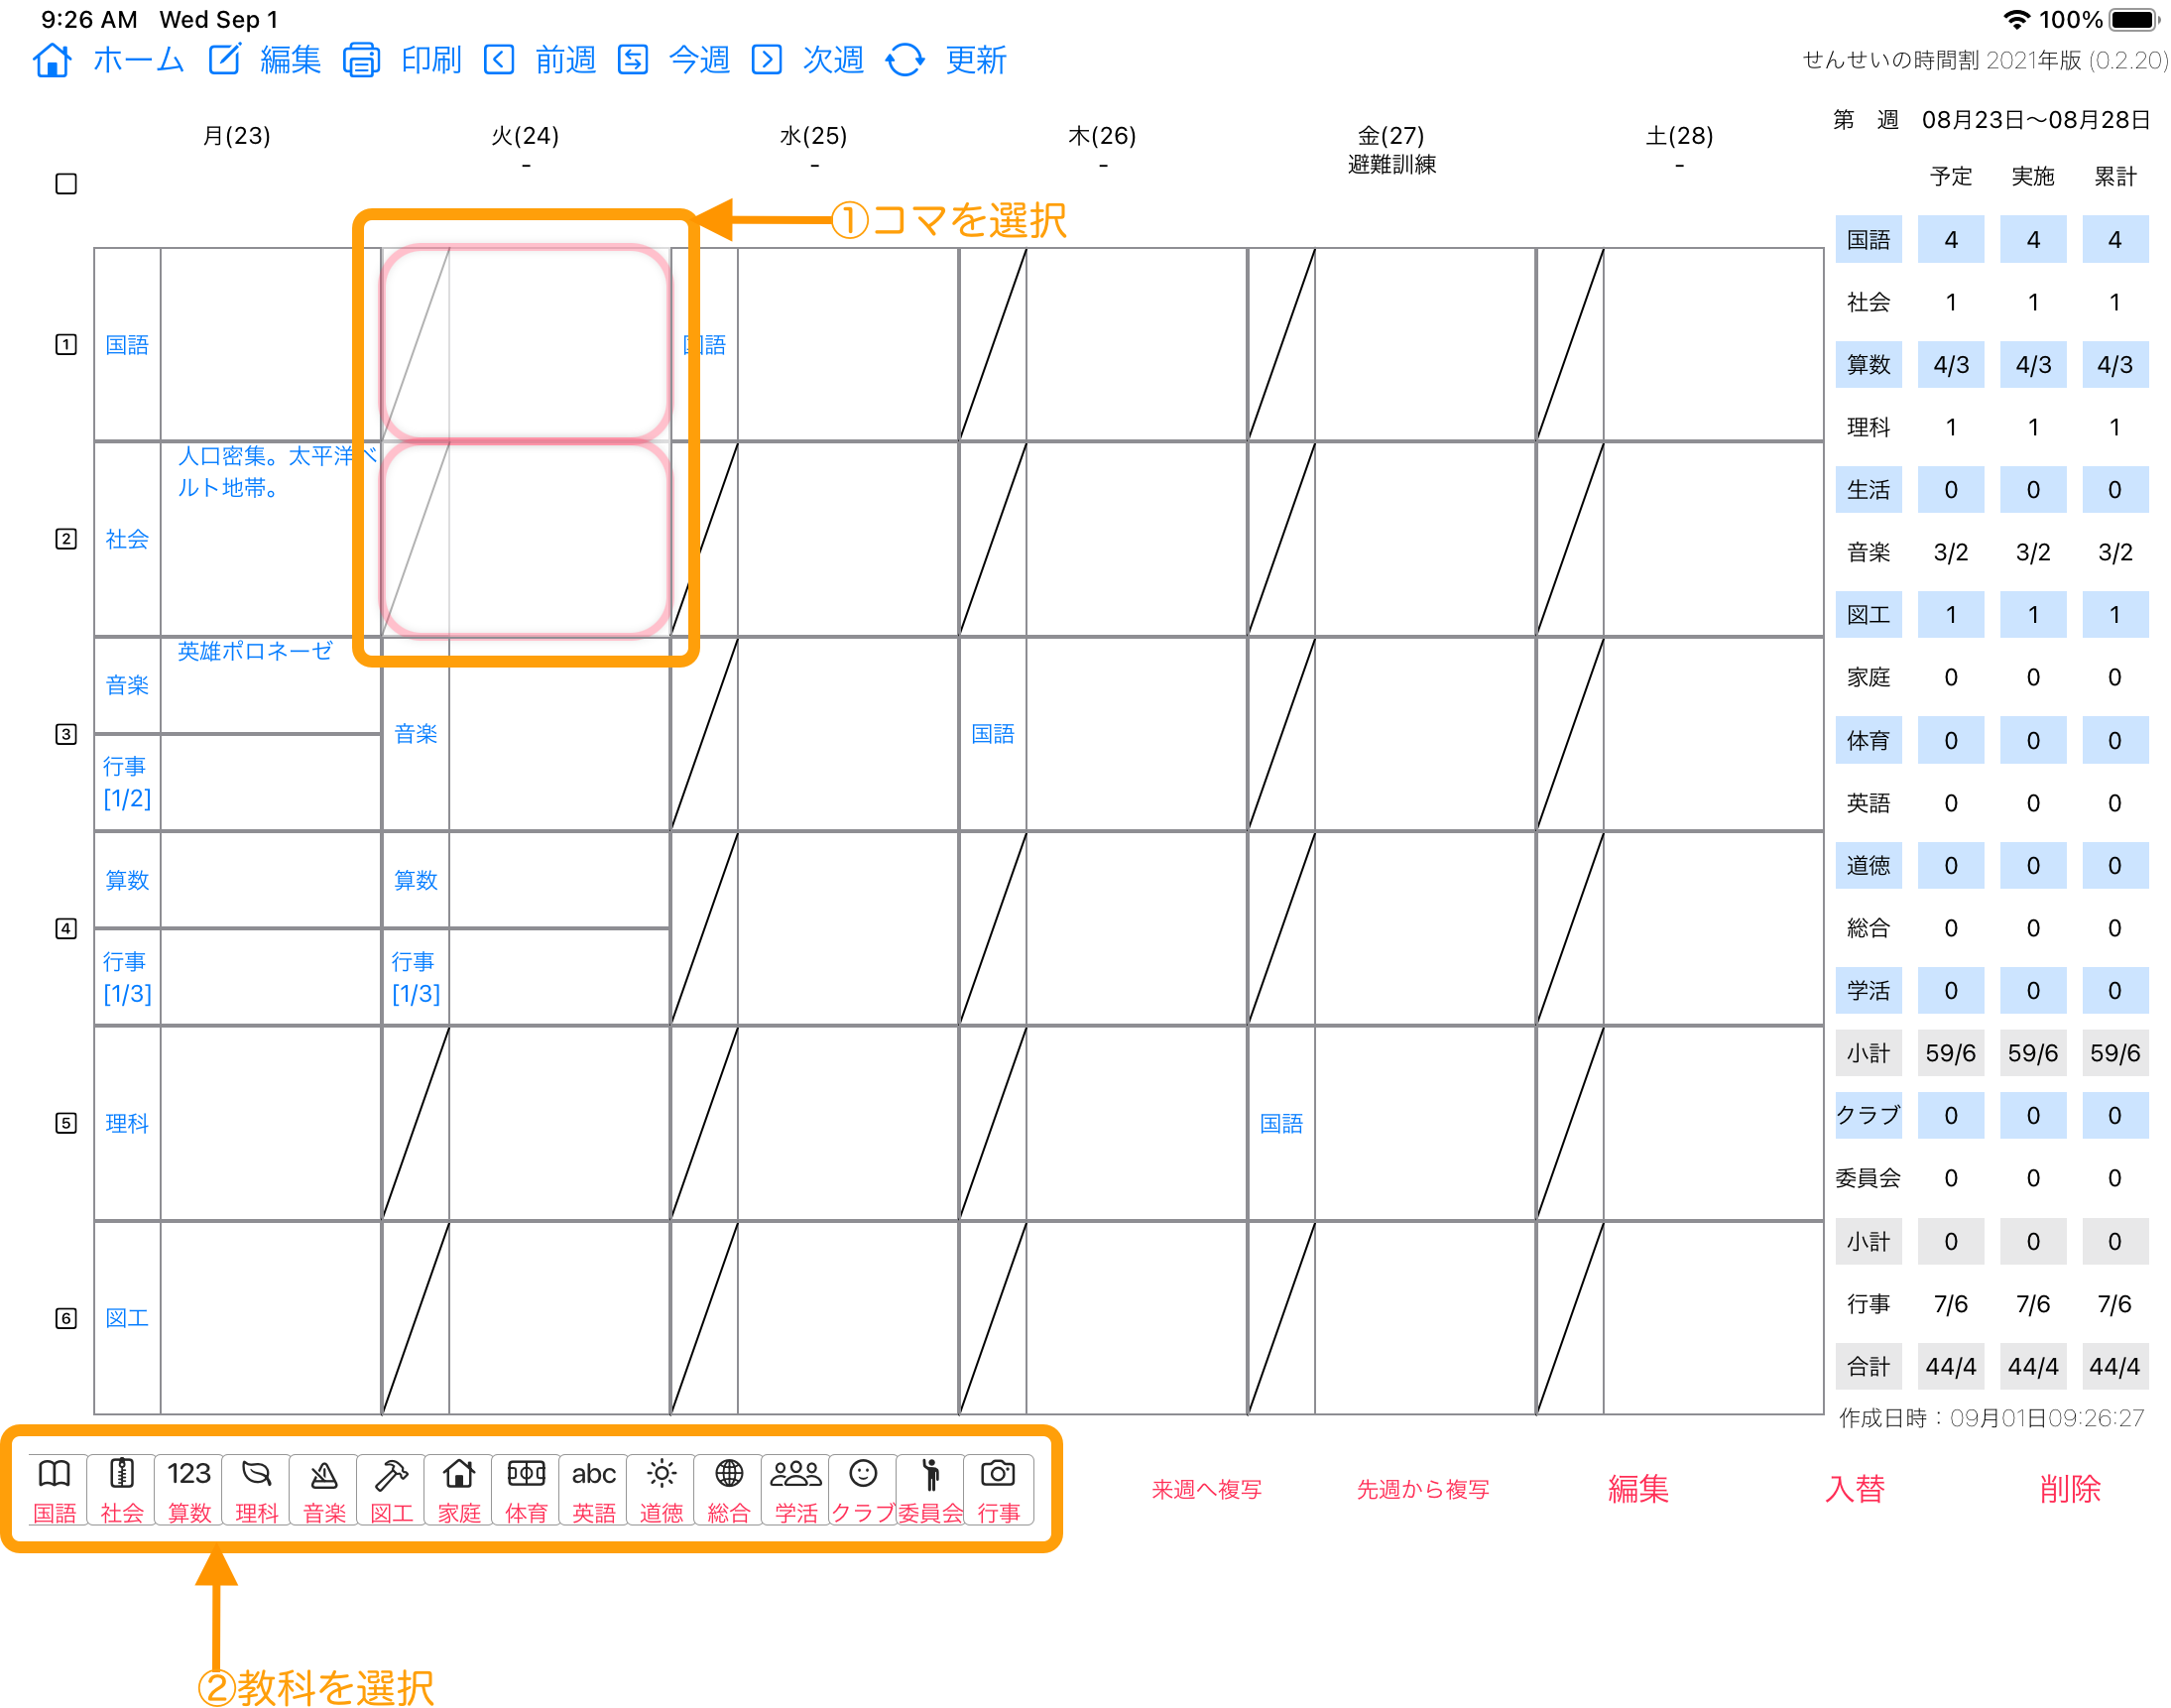 9:26 AM Wed Sep 1 100%
ホーム 編集 印刷 前週 今週 次週 更新 せんせいの時間割 2021年版 (0.2.20)
第 週 08月23日〜08月28日
月(23) 火(24) 水(25) 木(26) 金(27) 土(28)
- - - 避難訓練 -
予定 実施 累計
①コマを選択
国語 4 4 4
社会 1 1 1
1 国語 国語
算数 4/3 4/3 4/3
理科 1 1 1
人口密集。太平洋ベ
ルト地帯。
生活 0 0 0
2 社会
音楽 3/2 3/2 3/2
図工 1 1 1
英雄ポロネーゼ
音楽
家庭 0 0 0
3 音楽 国語
体育 0 0 0
行事
[1/2]
英語 0 0 0
算数 算数
道徳 0 0 0
4
総合 0 0 0
行事 行事
[1/3] [1/3]
学活 0 0 0
小計 59/6 59/6 59/6
5 理科 国語
クラブ 0 0 0
委員会 0 0 0
小計 0 0 0
6 図工
行事 7/6 7/6 7/6
合計 44/4 44/4 44/4
作成日時：09月01日09:26:27
123 abc
国語 社会 算数 理科 音楽 図工 家庭 体育 英語 道徳 総合 学活 クラブ 委員会 行事
来週へ複写 先週から複写 編集 入替 削除
②教科を選択